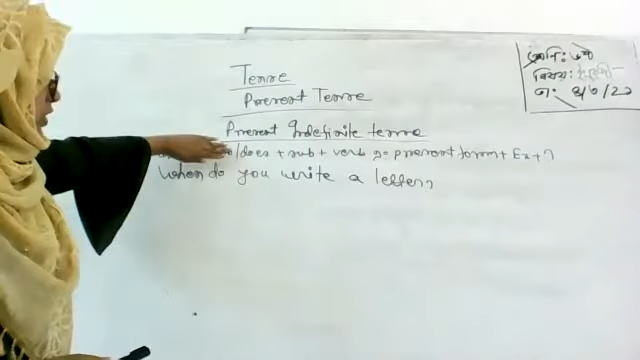 Tense
Present Tense
Present Indefinite tense
do/does + sub + verb present form + Ex + ?
When do you write a letter?
শ্রেণি: ৬ষ্ঠ
বিষয়: ইংরেজী